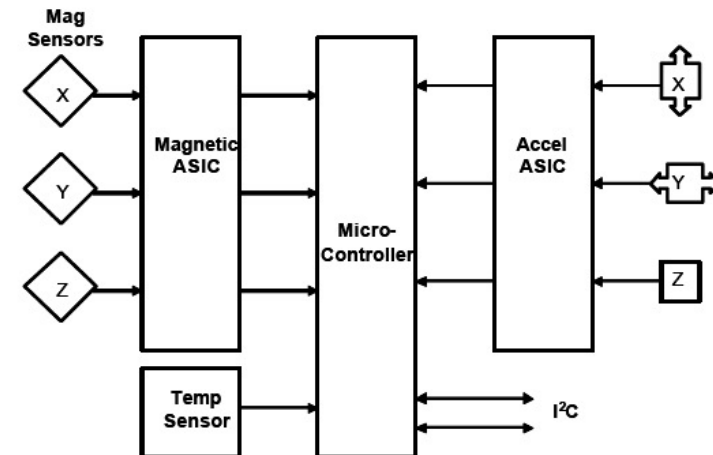 Mag
Sensors
X
Y
Z
Magnetic
ASIC
Temp
Sensor
Micro-
Controller
Accel
ASIC
X
Y
Z
I²C